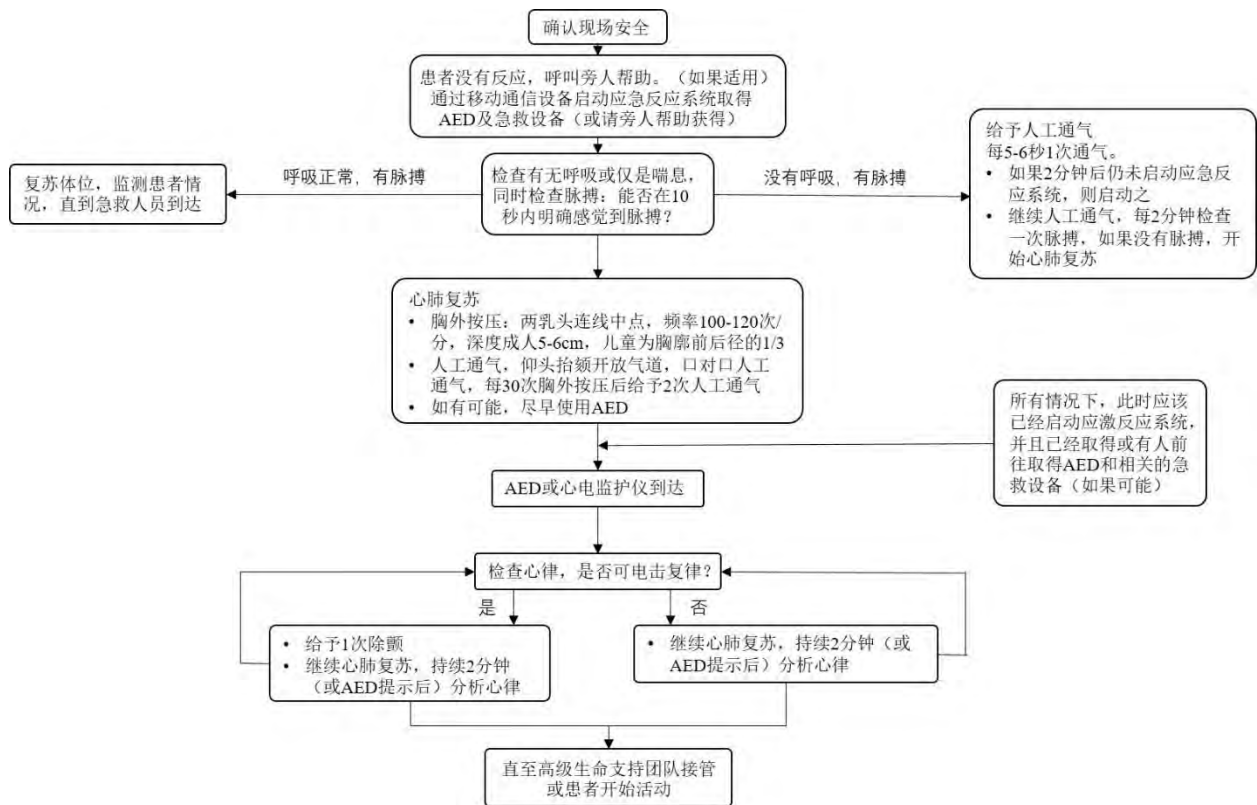 确认现场安全
患者没有反应，呼叫旁人帮助。（如果适用）
通过移动通信设备启动应急反应系统取得
AED及急救设备（或请旁人帮助获得）
复苏体位，监测患者情
况，直到急救人员到达
呼吸正常，有脉搏
检查有无呼吸或仅是喘息，
同时检查脉搏：能否在10
秒内明确感觉到脉搏？
没有呼吸，有脉搏
给予人工通气
每5-6秒1次通气。
• 如果2分钟后仍未启动应急反
应系统，则启动之
• 继续人工通气，每2分钟检查
一次脉搏，如果没有脉搏，开
始心肺复苏
心肺复苏
• 胸外按压：两乳头连线中点，频率100-120次/
分，深度成人5-6cm，儿童为胸廓前后径的1/3
• 人工通气，仰头抬颏开放气道，口对口人工
通气，每30次胸外按压后给予2次人工通气
• 如有可能，尽早使用AED
所有情况下，此时应该
已经启动应激反应系统，
并且已经取得或有人前
往取得AED和相关的急
救设备（如果可能）
AED或心电监护仪到达
检查心律，是否可电击复律？
是
否
• 给予1次除颤
• 继续心肺复苏，持续2分钟
（或AED提示后）分析心律
• 继续心肺复苏，持续2分钟（或
AED提示后）分析心律
直至高级生命支持团队接管
或患者开始活动